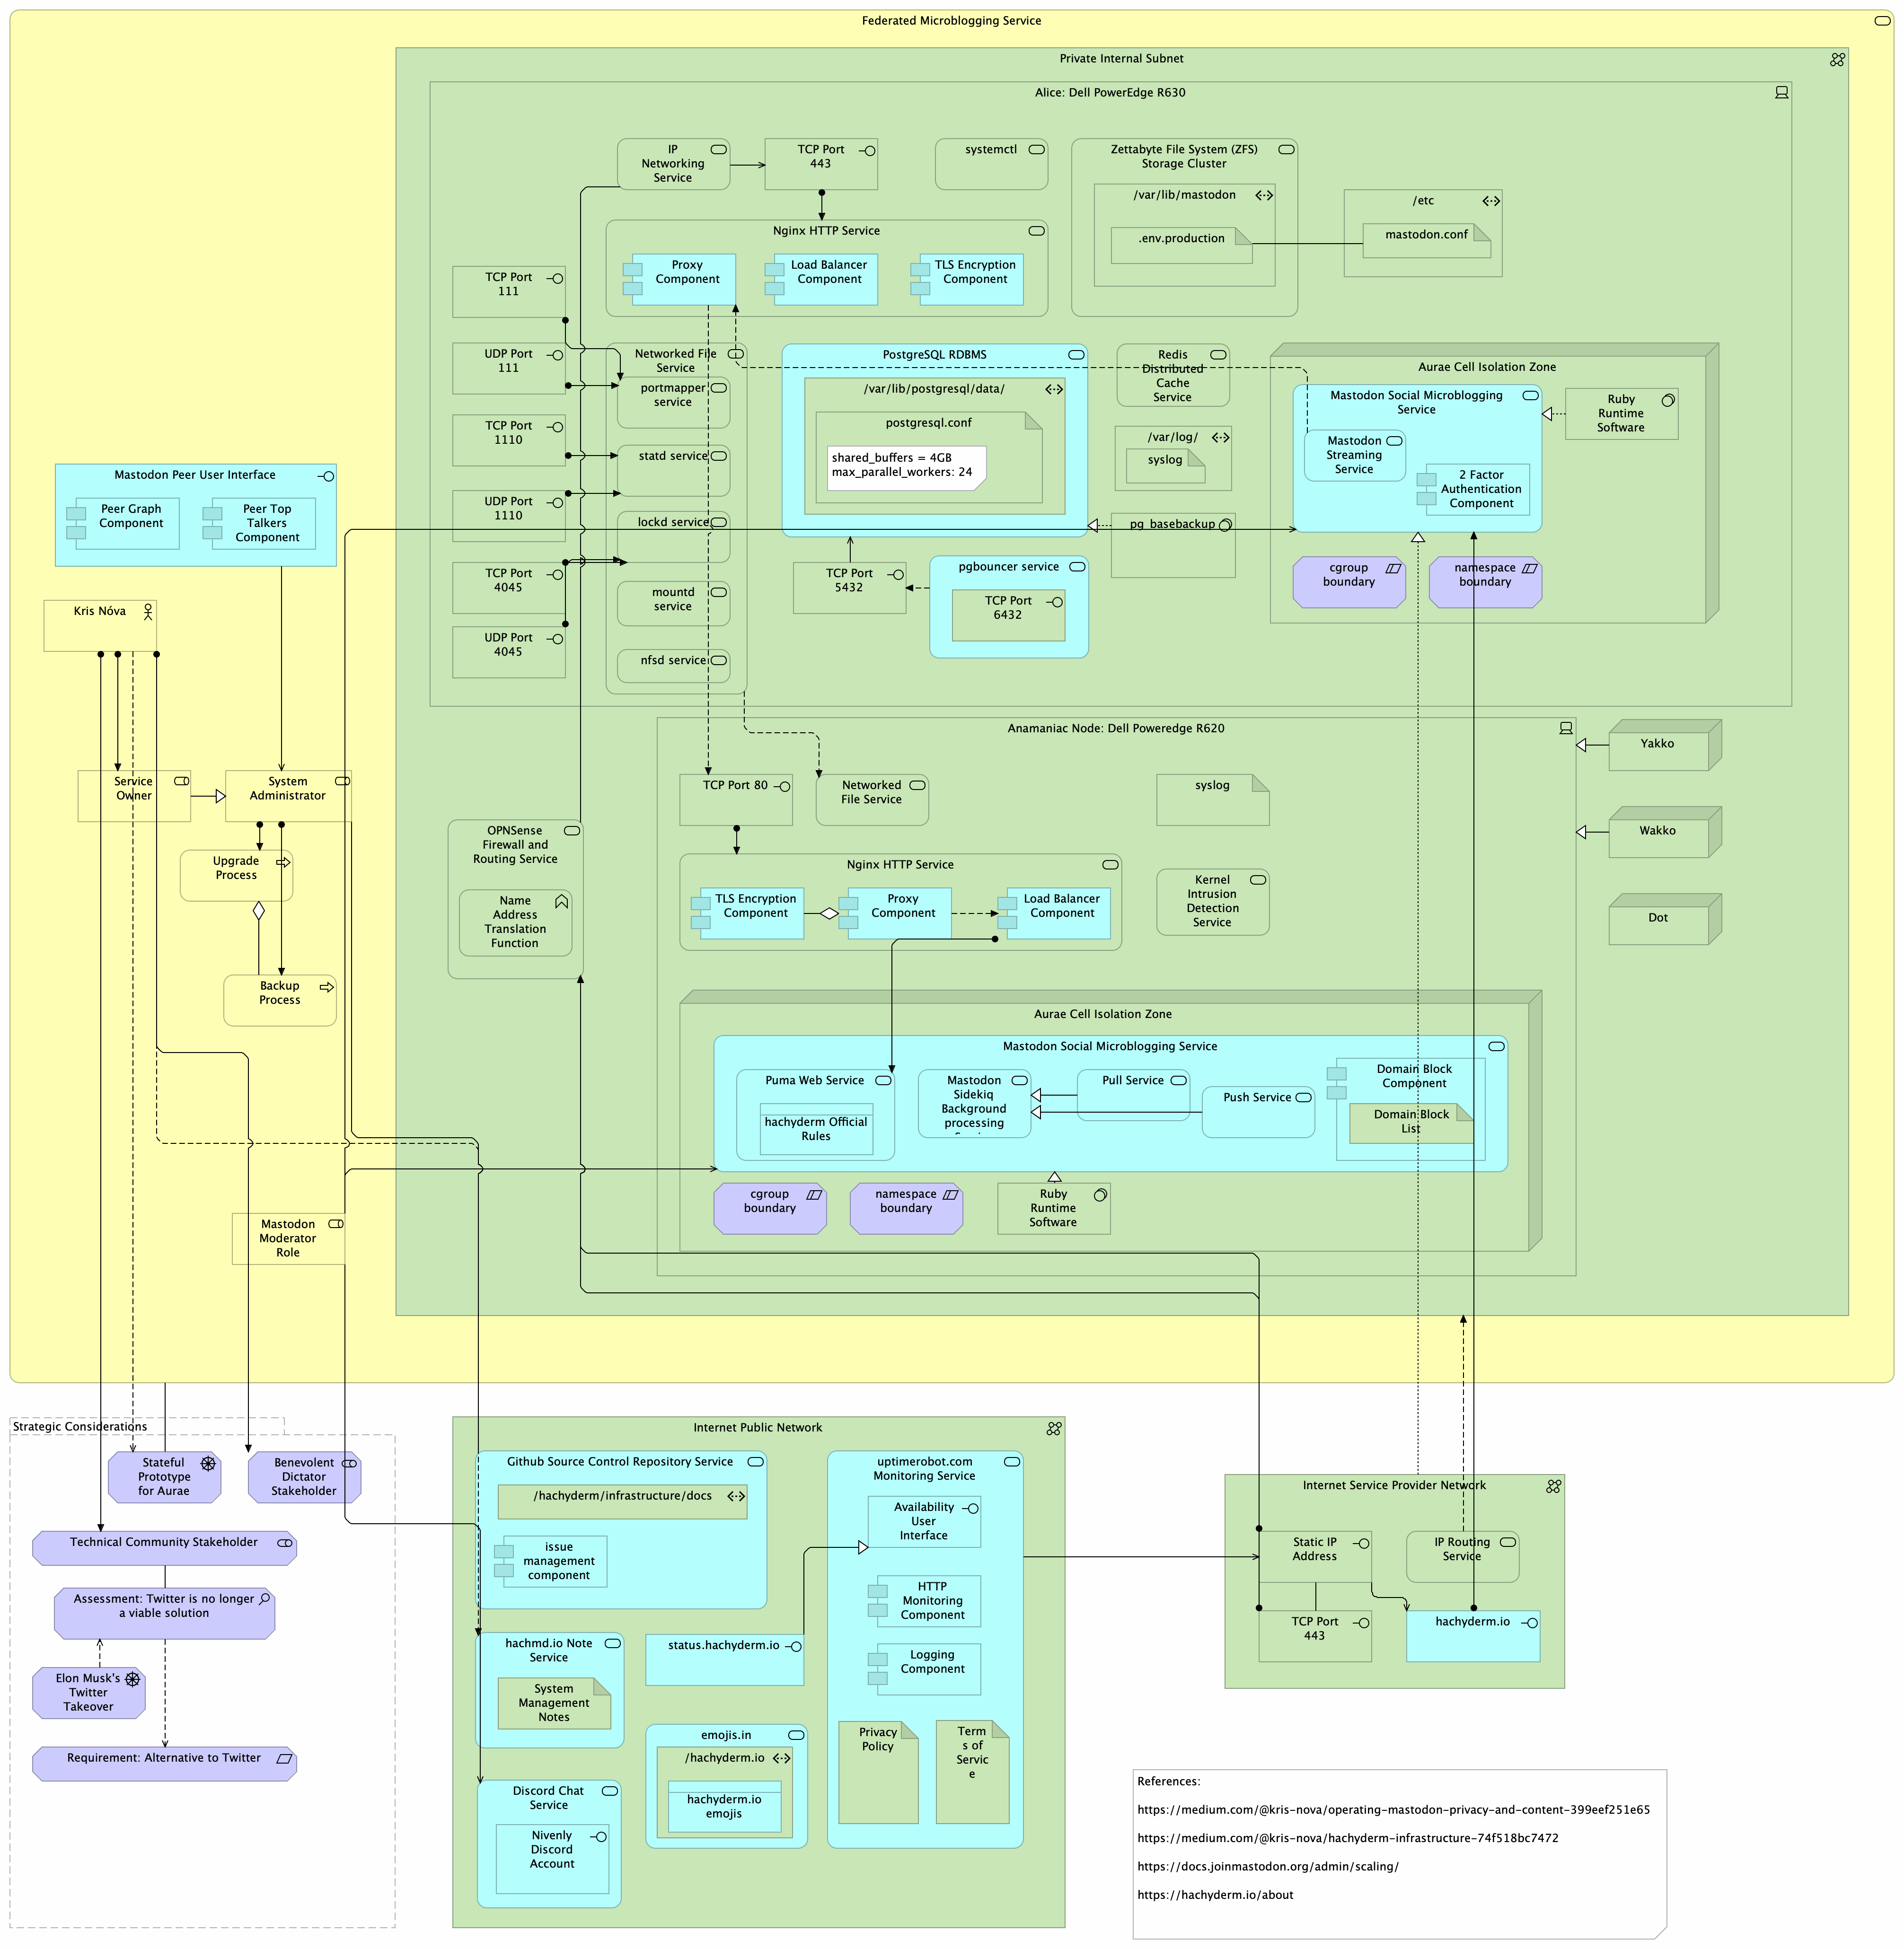 Federated Microblogging Service
Private Internal Subnet
Alice: Dell PowerEdge R630
IP
Networking
Service
TCP Port
443
systemctl
Zettabyte File System (ZFS)
Storage Cluster
/var/lib/mastodon
.env.production
/etc
mastodon.conf
Nginx HTTP Service
Proxy
Component
Load Balancer
Component
TLS Encryption
Component
TCP Port
111
UDP Port
111
TCP Port
1110
UDP Port
1110
TCP Port
4045
UDP Port
4045
Networked File
Service
portmapper
service
statd service
lockd service
mountd
service
nfsd service
PostgreSQL RDBMS
/var/lib/postgresql/data/
postgresql.conf
shared_buffers = 4GB
max_parallel_workers: 24
Redis
Distributed
Cache
Service
/var/log/
syslog
pg_basebackup
TCP Port
5432
pgbouncer service
TCP Port
6432
Aurae Cell Isolation Zone
Mastodon Social Microblogging
Service
Mastodon
Streaming
Service
2 Factor
Authentication
Component
Ruby
Runtime
Software
cgroup
boundary
namespace
boundary
Mastodon Peer User Interface
Peer Graph
Component
Peer Top
Talkers
Component
Kris Nóva
Service
Owner
System
Administrator
Upgrade
Process
Backup
Process
Mastodon
Moderator
Role
OPNSense
Firewall and
Routing Service
Name
Address
Translation
Function
Anamaniac Node: Dell Poweredge R620
TCP Port 80
Networked
File Service
syslog
Nginx HTTP Service
TLS Encryption
Component
Proxy
Component
Load Balancer
Component
Kernel
Intrusion
Detection
Service
Yakko
Wakko
Dot
Aurae Cell Isolation Zone
Mastodon Social Microblogging Service
Puma Web Service
hachyderm Official
Rules
Mastodon
Sidekiq
Background
processing
Pull Service
Push Service
Domain Block
Component
Domain Block
List
cgroup
boundary
namespace
boundary
Ruby
Runtime
Software
Strategic Considerations
Stateful
Prototype
for Aurae
Benevolent
Dictator
Stakeholder
Technical Community Stakeholder
Assessment: Twitter is no longer
a viable solution
Elon Musk's
Twitter
Takeover
Requirement: Alternative to Twitter
Internet Public Network
Github Source Control Repository Service
/hachyderm/infrastructure/docs
issue
management
component
hachmd.io Note
Service
System
Management
Notes
Discord Chat
Service
Nivenly
Discord
Account
status.hachyderm.io
emojis.in
/hachyderm.io
hachyderm.io
emojis
uptimerobot.com
Monitoring Service
Availability
User
Interface
HTTP
Monitoring
Component
Logging
Component
Privacy
Policy
Term
s of
Servic
e
Internet Service Provider Network
Static IP
Address
IP Routing
Service
TCP Port
443
hachyderm.io
References:
https://medium.com/@kris-nova/operating-mastodon-privacy-and-content-399eef251e65
https://medium.com/@kris-nova/hachyderm-infrastructure-74f518bc7472
https://docs.joinmastodon.org/admin/scaling/
https://hachyderm.io/about